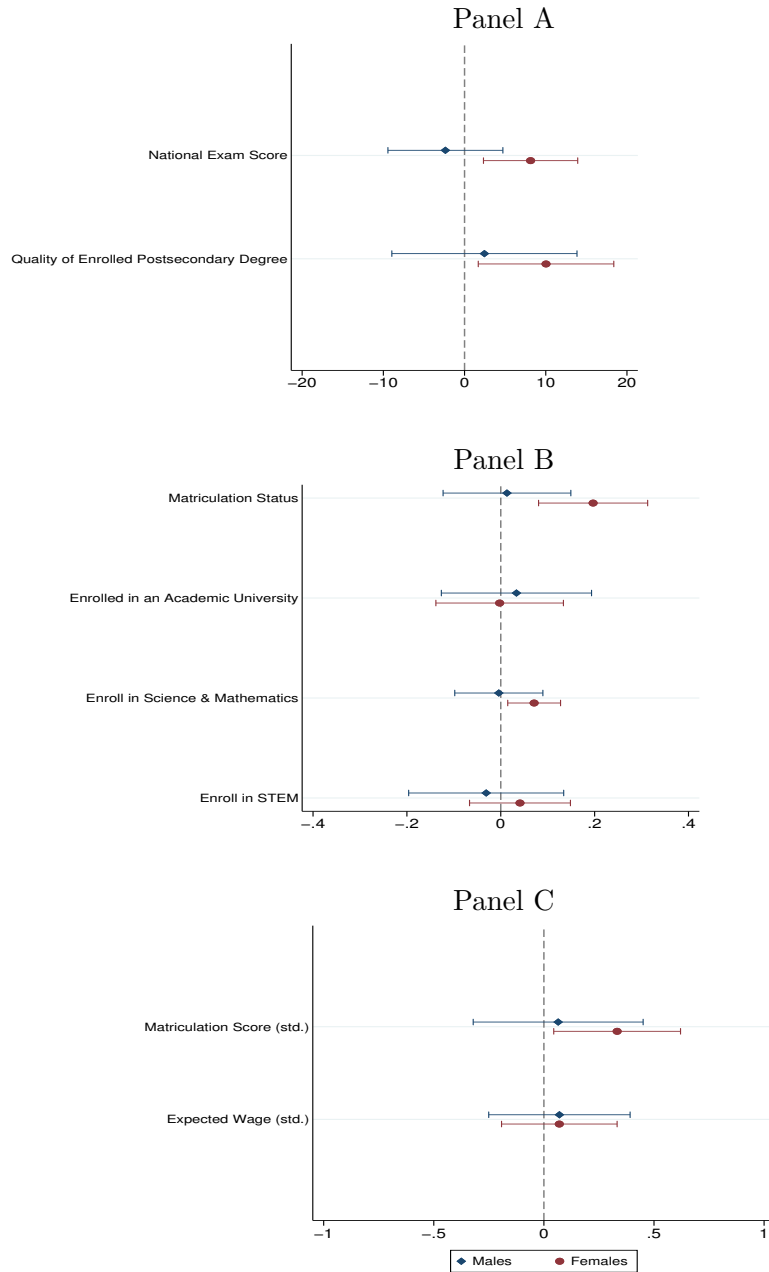 Panel A
National Exam Score
Quality of Enrolled Postsecondary Degree
−20 −10 0 10 20
Panel B
Matriculation Status
Enrolled in an Academic University
Enroll in Science & Mathematics
Enroll in STEM
−.4 −.2 0 .2 .4
Panel C
Matriculation Score (std.)
Expected Wage (std.)
−1 −.5 0 .5 1
Males Females